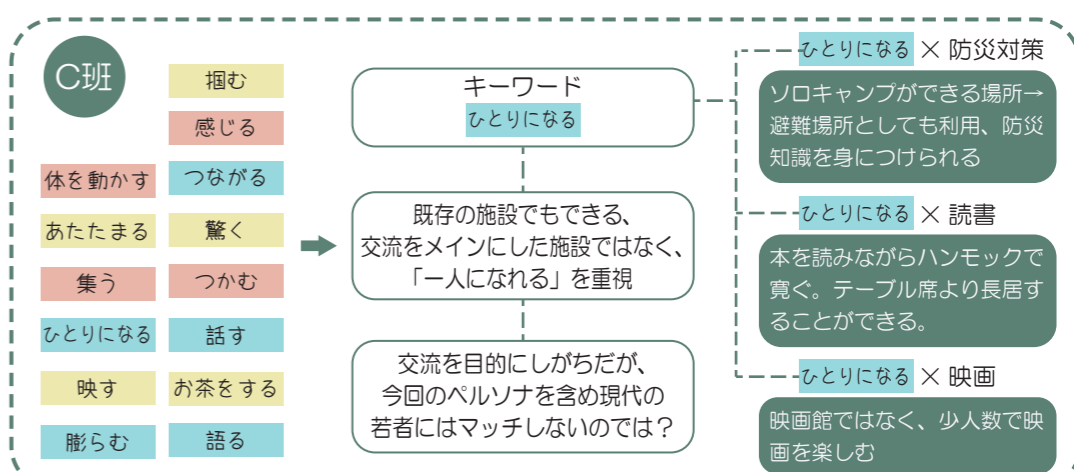 C班
掴む
感じる
体を動かす
つながる
あたたまる
驚く
集う
つかむ
ひとりになる
話す
映す
お茶をする
膨らむ
語る
キーワード
ひとりになる
既存の施設でもできる、
交流をメインにした施設ではなく、
「一人になれる」を重視
交流を目的にしがちだが、
今回のペルソナを含め現代の
若者にはマッチしないのでは？
ひとりになる × 防災対策
ソロキャンプができる場所→
避難場所としても利用、防災
知識を身につけられる
ひとりになる × 読書
本を読みながらハンモックで
寛ぐ。テーブル席より長居す
ることができる。
ひとりになる × 映画
映画館ではなく、少人数で映
画を楽しむ